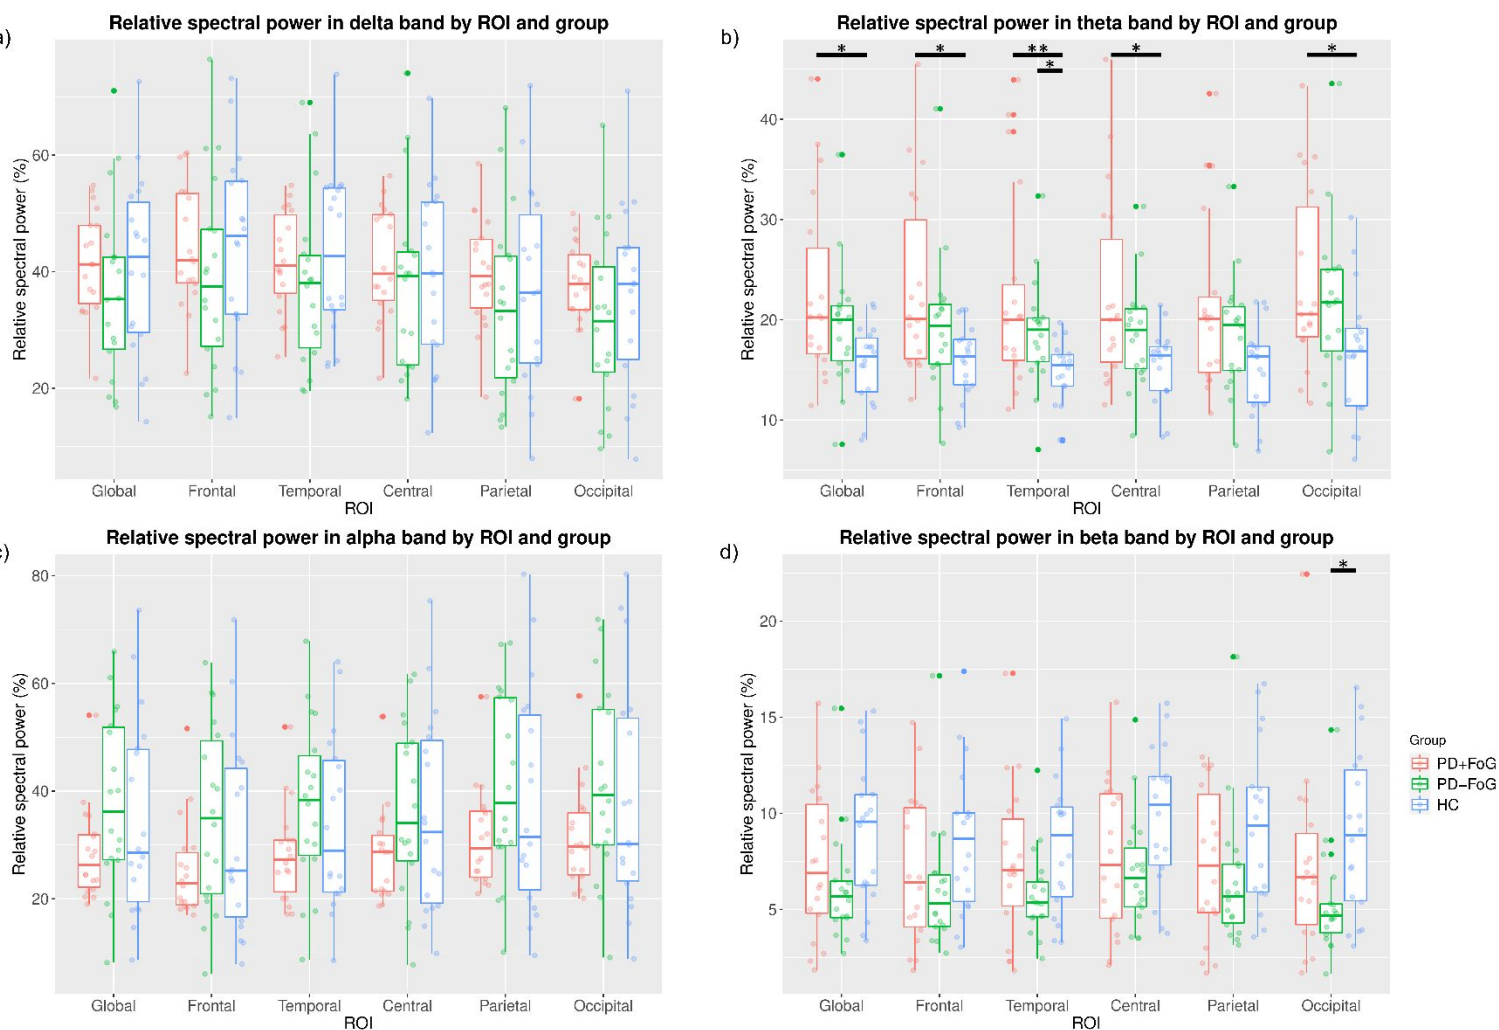 a)
Relative spectral power in delta band by ROI and group
Relative spectral power (%)
60
40
20
Global Frontal Temporal Central Parietal Occipital
ROI
b)
Relative spectral power in theta band by ROI and group
Relative spectral power (%)
* * ** * *
*
40
30
20
10
Global Frontal Temporal Central Parietal Occipital
ROI
c)
Relative spectral power in alpha band by ROI and group
Relative spectral power (%)
80
60
40
20
Global Frontal Temporal Central Parietal Occipital
ROI
d)
Relative spectral power in beta band by ROI and group
Relative spectral power (%)
*
20
15
10
5
Global Frontal Temporal Central Parietal Occipital
ROI
Group
PD+FoG
PD−FoG
HC